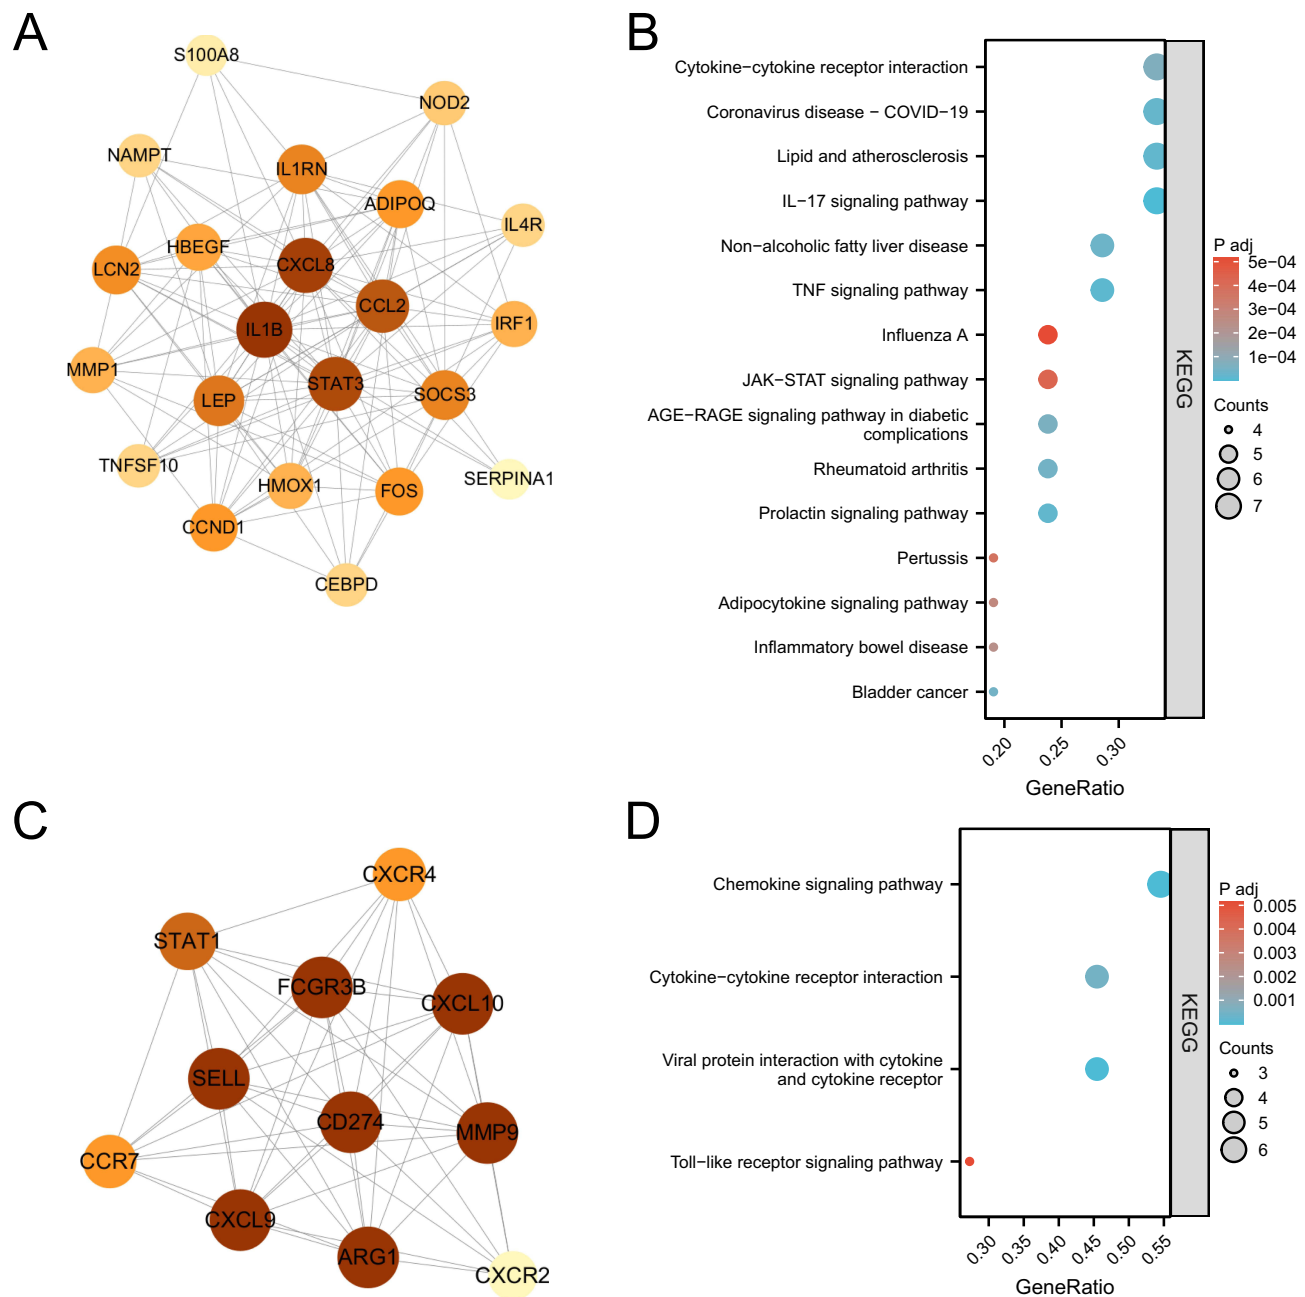 A
S100A8
NOD2
NAMPT
IL1RN
ADIPOQ
IL4R
HBEGF
LCN2
CXCL8
CCL2
IL1B
IRF1
MMP1
STAT3
LEP
SOCS3
TNFSF10
HMOX1
FOS
SERPINA1
CCND1
CEBPD
B
Cytokine−cytokine receptor interaction
Coronavirus disease − COVID−19
Lipid and atherosclerosis
IL−17 signaling pathway
Non−alcoholic fatty liver disease
TNF signaling pathway
Influenza A
JAK−STAT signaling pathway
AGE−RAGE signaling pathway in diabetic
complications
Rheumatoid arthritis
Prolactin signaling pathway
Pertussis
Adipocytokine signaling pathway
Inflammatory bowel disease
Bladder cancer
0.20
0.25
0.30
GeneRatio
KEGG
P adj
5e−04
4e−04
3e−04
2e−04
1e−04
Counts
4
5
6
7
C
CXCR4
STAT1
FCGR3B
CXCL10
SELL
CD274
MMP9
CCR7
CXCL9
ARG1
CXCR2
D
Chemokine signaling pathway
Cytokine−cytokine receptor interaction
Viral protein interaction with cytokine
and cytokine receptor
Toll−like receptor signaling pathway
0.30
0.35
0.40
0.45
0.50
0.55
GeneRatio
KEGG
P adj
0.005
0.004
0.003
0.002
0.001
Counts
3
4
5
6